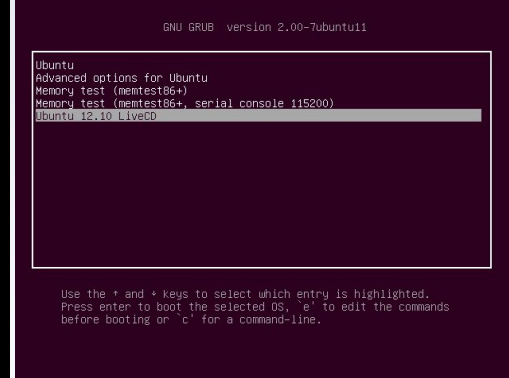 GNU GRUB  version 2.00-7ubuntu11
Ubuntu
Advanced options for Ubuntu
Memory test (memtest86+)
Memory test (memtest86+, serial console 115200)
Ubuntu 12.10 LiveCD
Use the ↑ and ↓ keys to select which entry is highlighted.
Press enter to boot the selected OS, `e' to edit the commands
before booting or `c' for a command-line.